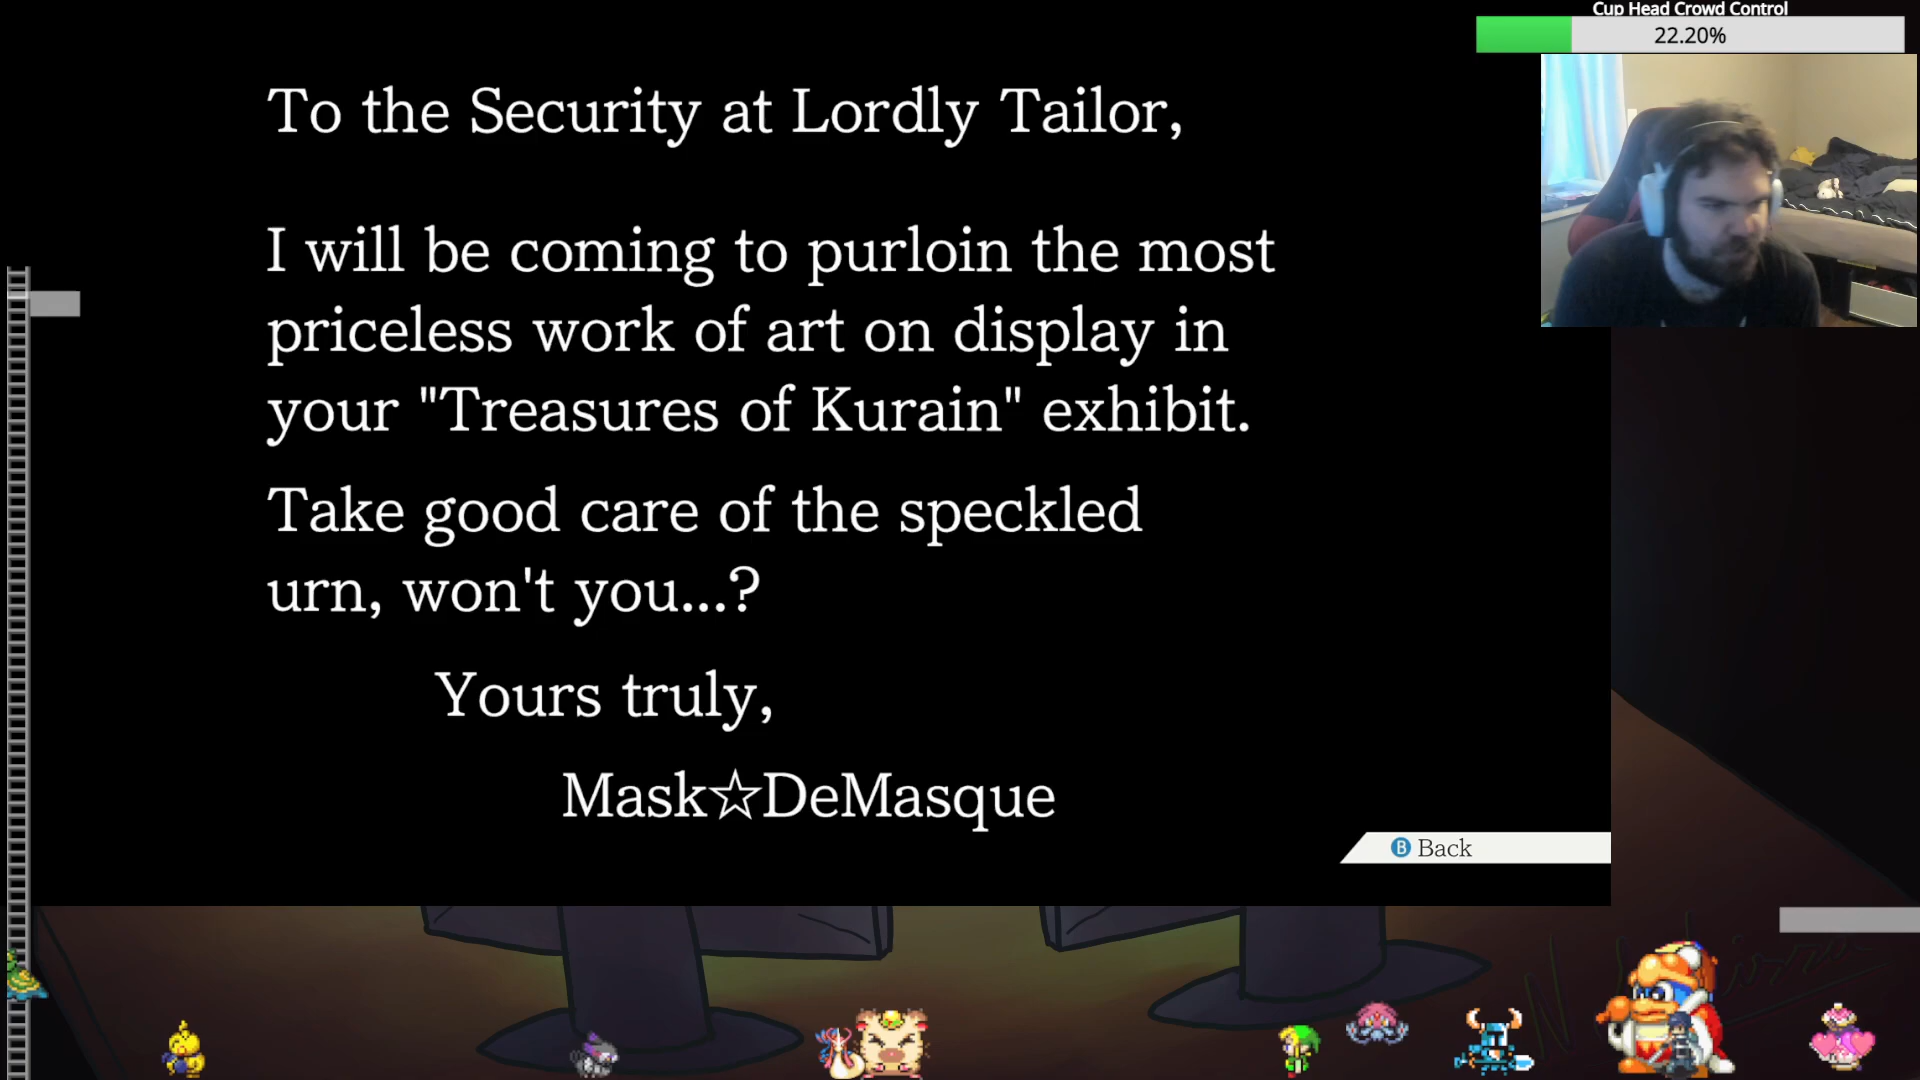 Cup Head Crowd Control
22.20%
To the Security at Lordly Tailor,
I will be coming to purloin the most
priceless work of art on display in
your "Treasures of Kurain" exhibit.
Take good care of the speckled
urn, won't you...?
Yours truly,
Mask☆DeMasque
B Back